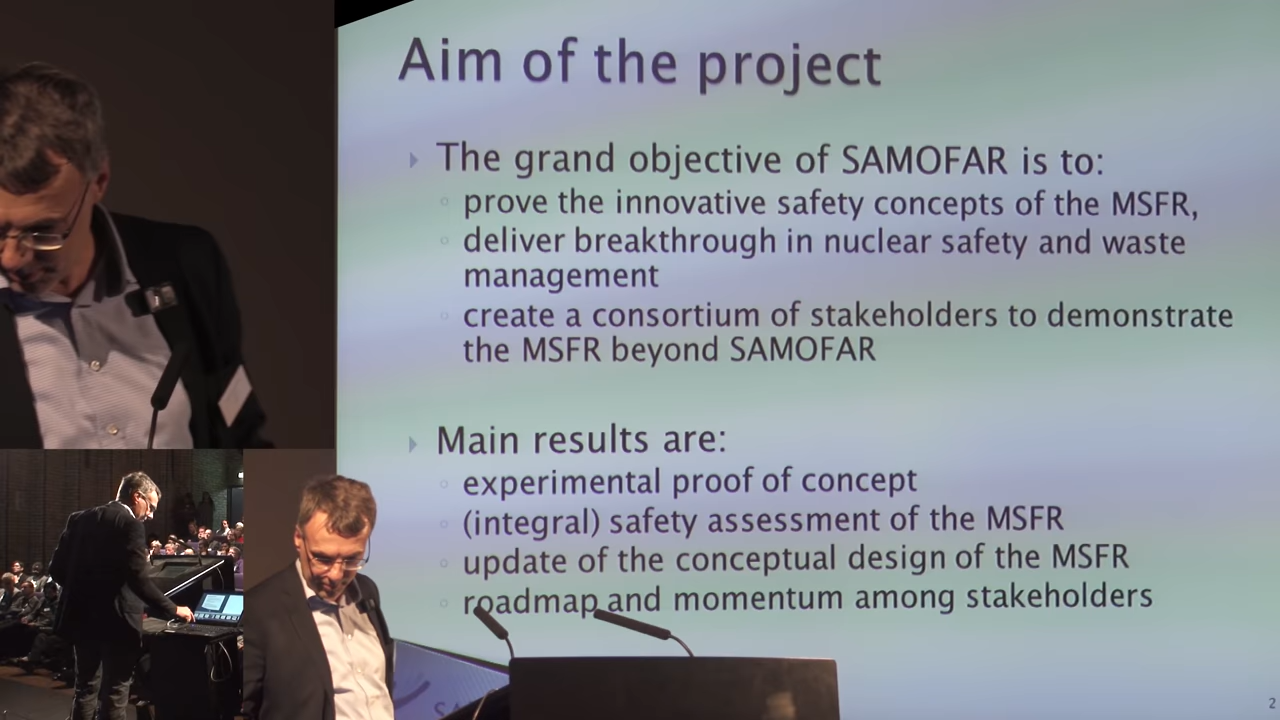 Aim of the project
The grand objective of SAMOFAR is to:
prove the innovative safety concepts of the MSFR,
deliver breakthrough in nuclear safety and waste
management
create a consortium of stakeholders to demonstrate
the MSFR beyond SAMOFAR
Main results are:
experimental proof of concept
(integral) safety assessment of the MSFR
update of the conceptual design of the MSFR
roadmap and momentum among stakeholders
2